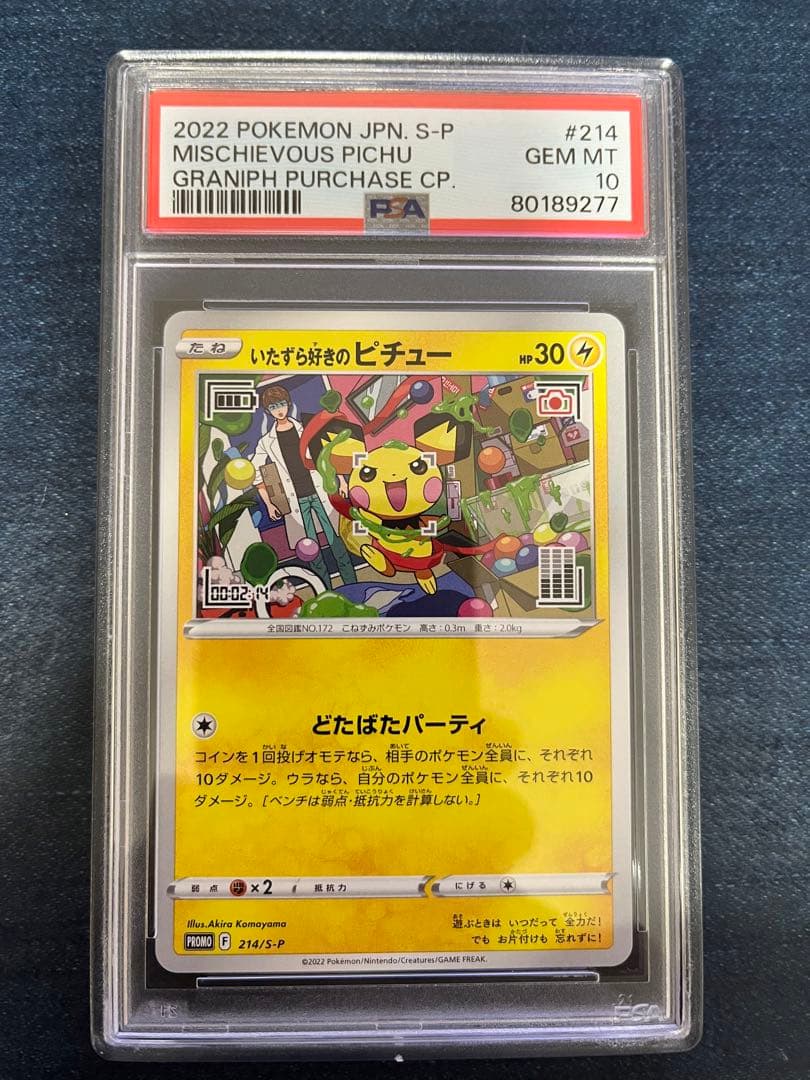 2022 POKEMON JPN. S-P #214
MISCHIEVOUS PICHU GEM MT
GRANIPH PURCHASE CP. 10
PSA 80189277
たね いたずら好きのピチュー HP30
00:02:14
全国図鑑NO.172 こねずみポケモン 高さ:0.3m 重さ:2.0kg
どたばたパーティ
コインを1回投げオモテなら、相手のポケモン全員に、それぞれ
10ダメージ。ウラなら、自分のポケモン全員に、それぞれ10
ダメージ。[ベンチは弱点・抵抗力を計算しない。]
弱点 ×2 抵抗力 にげる
Illus.Akira Komayama
遊ぶときは いつだって 全力だ!
でも お片付けも 忘れずに!
PROMO F 214/S-P
©2022 Pokémon/Nintendo/Creatures/GAME FREAK.
PSA